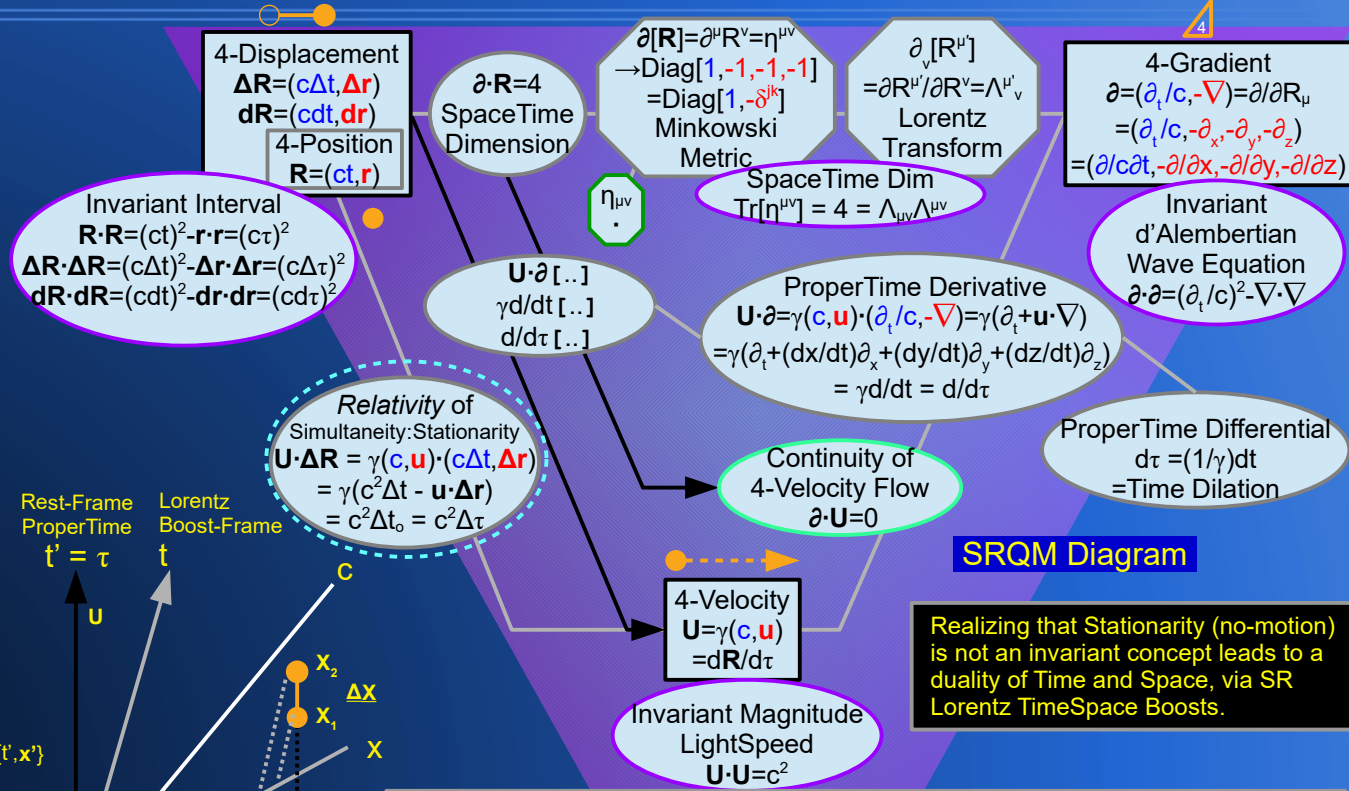 4-Displacement
ΔR=(cΔt,Δr)
dR=(cdt,dr)
4-Position
R=(ct,r)
∂·R=4
SpaceTime
Dimension
∂[R]=∂^μR^ν=η^μν
→Diag[1,-1,-1,-1]
=Diag[1,-δ^jk]
Minkowski
Metric
∂_ν[R^μ']
=∂R^μ'/∂R^ν=Λ^μ'_ν
Lorentz
Transform
4
4-Gradient
∂=(∂_t/c,-∇)=∂/∂R_μ
=(∂_t/c,-∂_x,-∂_y,-∂_z)
=(∂/c∂t,-∂/∂x,-∂/∂y,-∂/∂z)
Invariant Interval
R·R=(ct)²-r·r=(cτ)²
ΔR·ΔR=(cΔt)²-Δr·Δr=(cΔτ)²
dR·dR=(cdt)²-dr·dr=(cdτ)²
η_μν
·
SpaceTime Dim
Tr[η^μν] = 4 = Λ_μνΛ^μν
Invariant
d'Alembertian
Wave Equation
∂·∂=(∂_t/c)²-∇·∇
U·∂[..]
γd/dt[..]
d/dτ[..]
ProperTime Derivative
U·∂=γ(c,u)·(∂_t/c,-∇)=γ(∂_t+u·∇)
=γ(∂_t+(dx/dt)∂_x+(dy/dt)∂_y+(dz/dt)∂_z)
= γd/dt = d/dτ
Relativity of
Simultaneity:Stationarity
U·ΔR = γ(c,u)·(cΔt,Δr)
= γ(c²Δt - u·Δr)
= c²Δt_o = c²Δτ
ProperTime Differential
dτ =(1/γ)dt
=Time Dilation
Continuity of
4-Velocity Flow
∂·U=0
SRQM Diagram
Rest-Frame
ProperTime
t' = τ
Lorentz
Boost-Frame
t
c
U
4-Velocity
U=γ(c,u)
=dR/dτ
Realizing that Stationarity (no-motion)
is not an invariant concept leads to a
duality of Time and Space, via SR
Lorentz TimeSpace Boosts.
X₂
ΔX
X₁
Invariant Magnitude
LightSpeed
U·U=c²
t',x'}
x